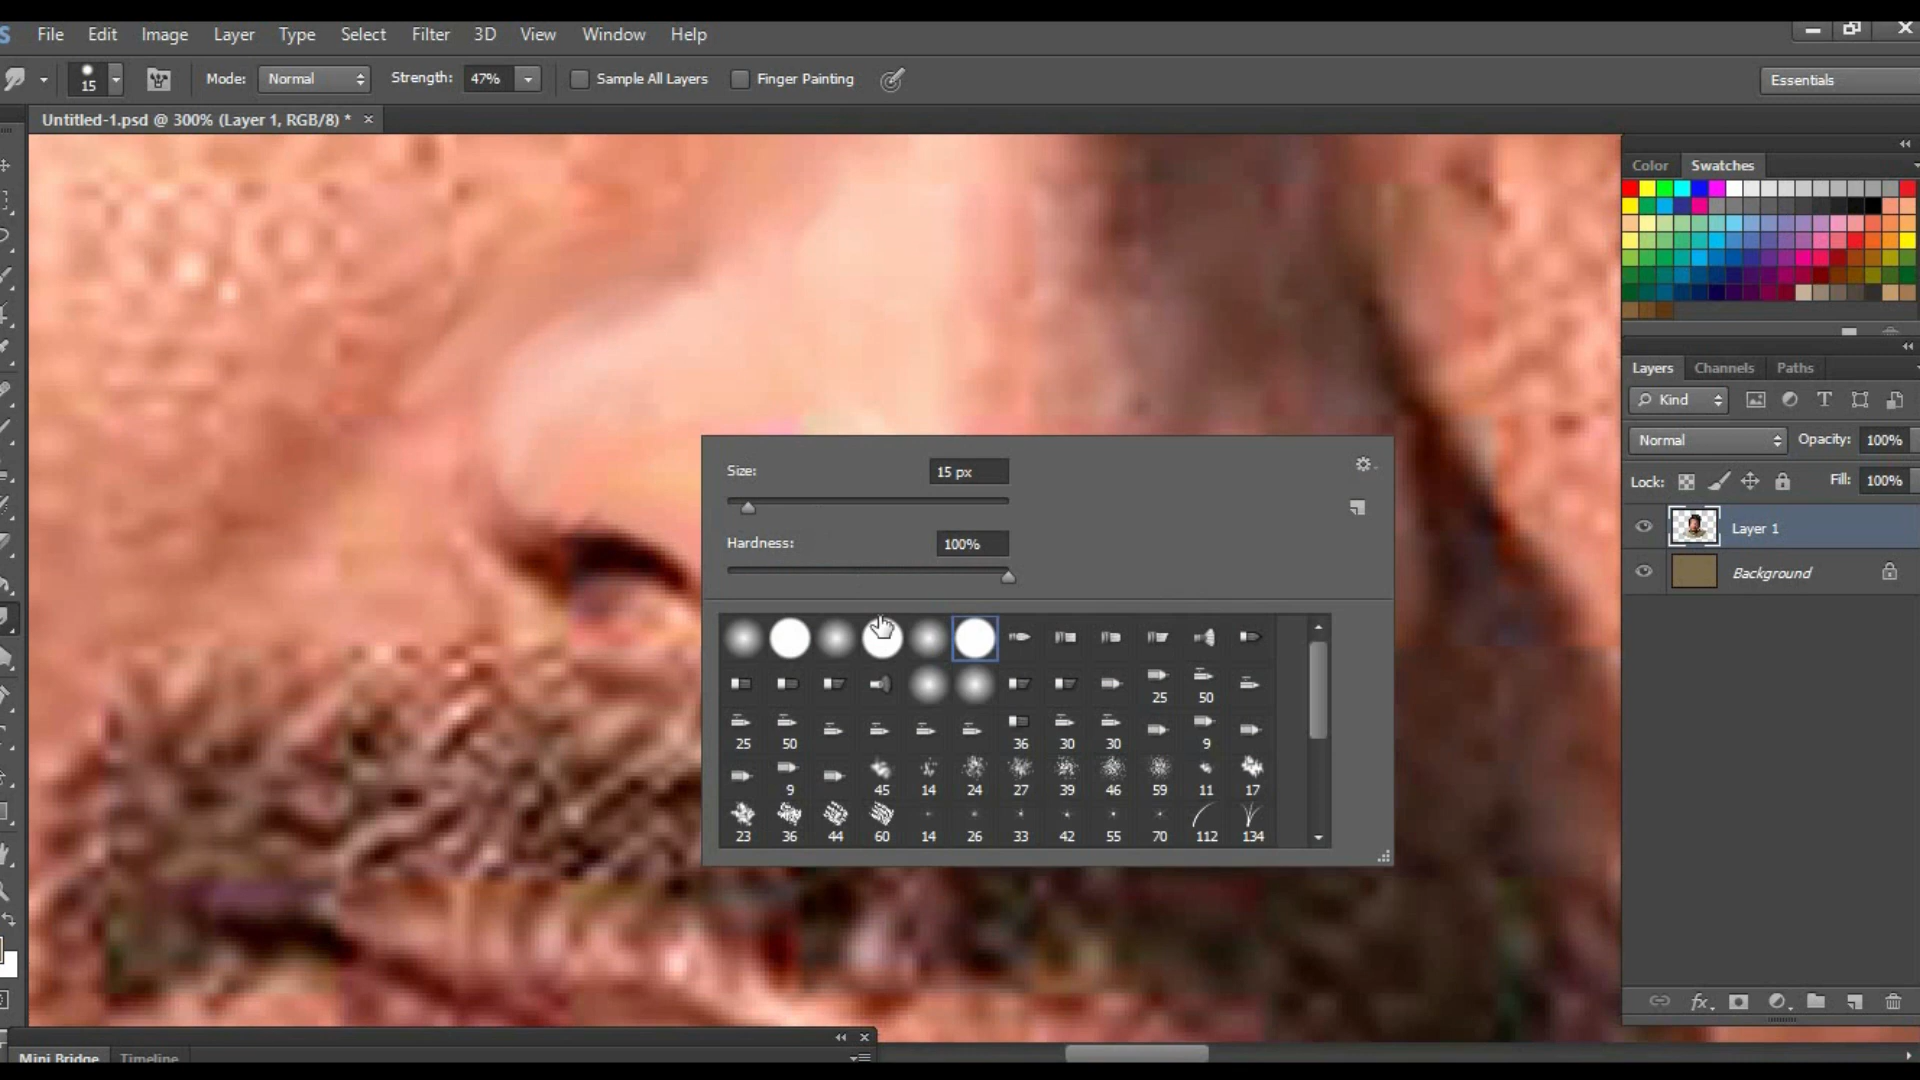 S File Edit Image Layer Type Select Filter 3D View Window Help
15 Mode: Normal Strength: 47% Sample All Layers Finger Painting Essentials
Untitled-1.psd @ 300% (Layer 1, RGB/8) * ×
Color Swatches
Layers Channels Paths
Kind
Normal Opacity: 100%
Lock: Fill: 100%
Layer 1
Background
Size: 15 px
Hardness: 100%
25 50
25 50 36 30 30 9
9 45 14 24 27 39 46 59 11 17
23 36 44 60 14 26 33 42 55 70 112 134
fx
Mini Bridge Timeline